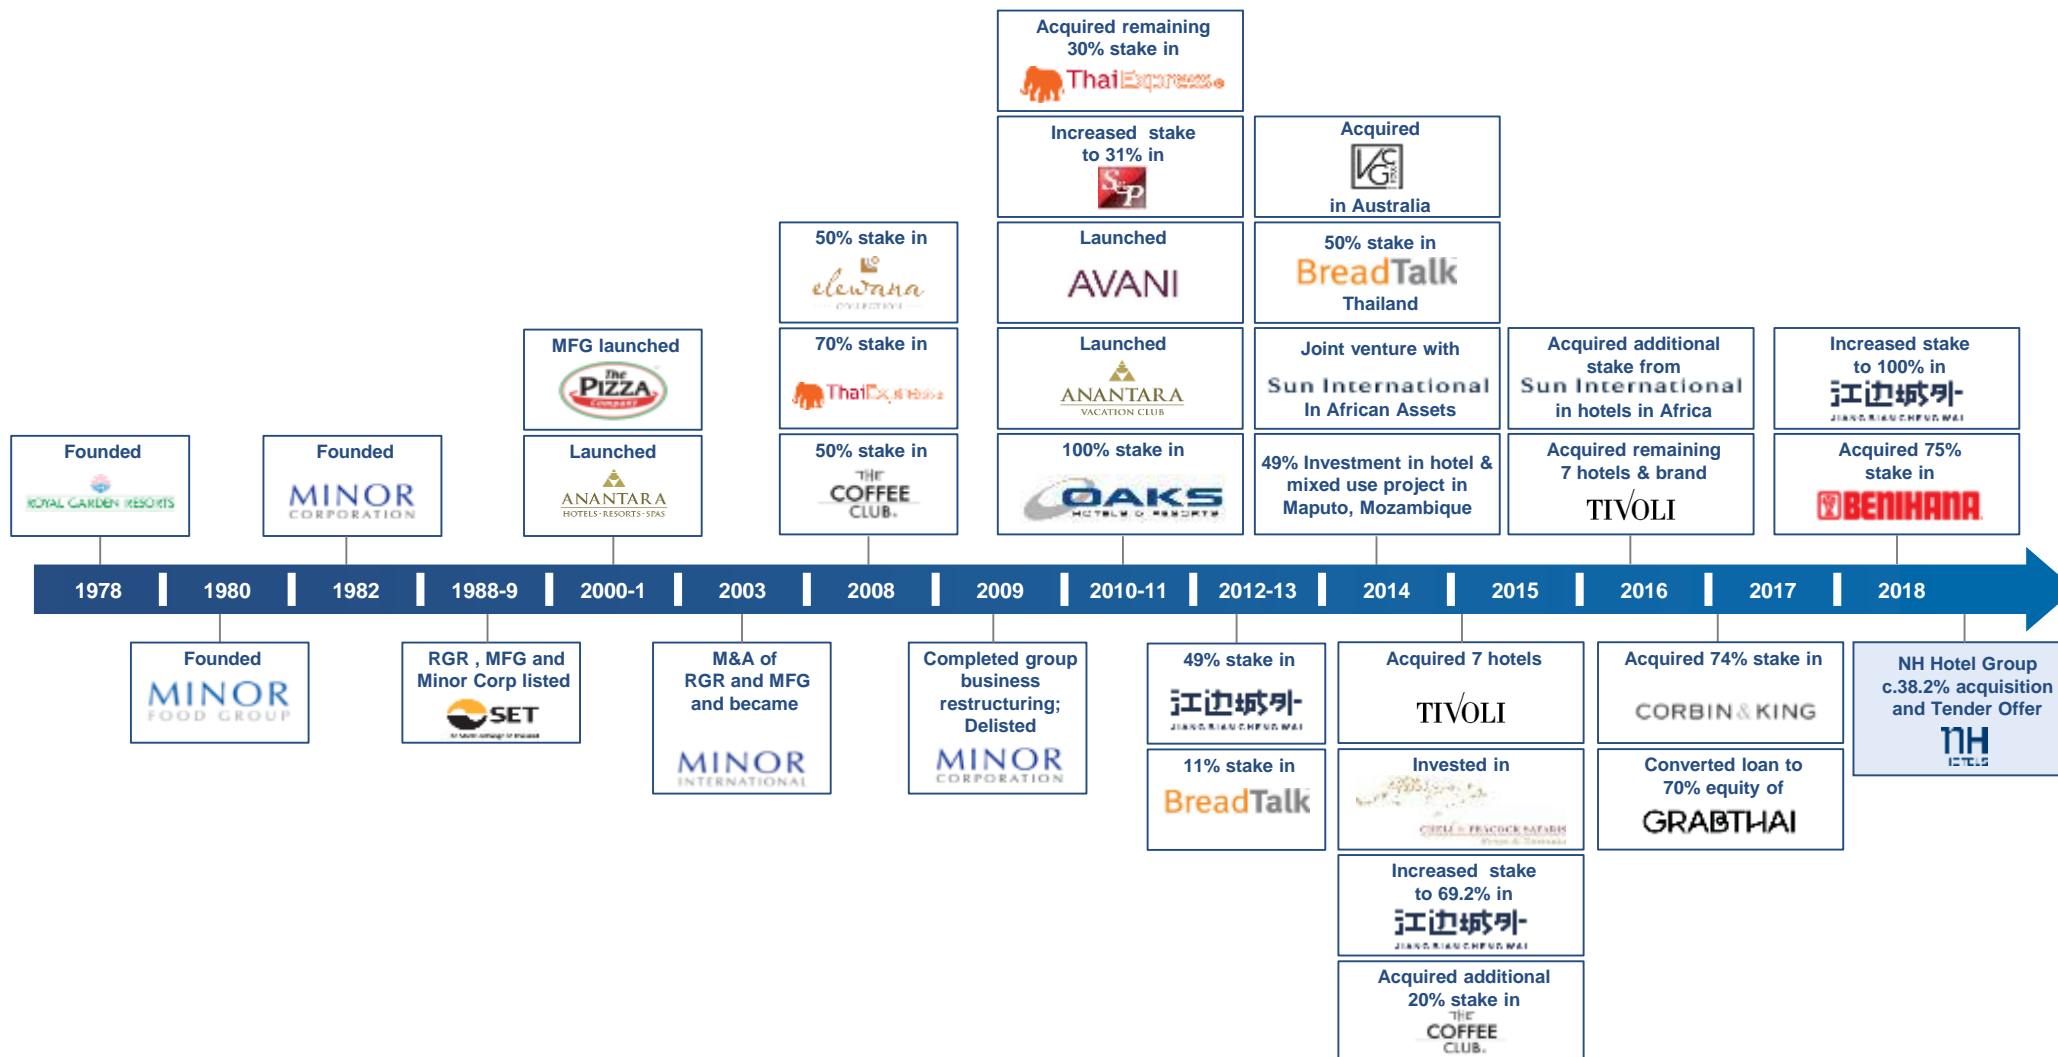 Acquired remaining
30% stake in
ThaiExpress
Increased stake
to 31% in
S&P
Launched
AVANI
Launched
ANANTARA
VACATION CLUB
100% stake in
OAKS
HOTELS & RESORTS
Acquired
VGC
in Australia
50% stake in
BreadTalk
Thailand
Joint venture with
Sun International
In African Assets
49% Investment in hotel &
mixed use project in
Maputo, Mozambique
50% stake in
elewana
COLLECTION
70% stake in
ThaiExpress
50% stake in
THE
COFFEE
CLUB.
MFG launched
The
PIZZA
Company
Launched
ANANTARA
HOTELS · RESORTS · SPAS
Founded
ROYAL GARDEN RESORTS
Founded
MINOR
CORPORATION
Acquired additional
stake from
Sun International
in hotels in Africa
Acquired remaining
7 hotels & brand
TIVOLI
Increased stake
to 100% in
江边城外
JIANG BIAN CHENG WAI
Acquired 75%
stake in
BENIHANA
1978
1980
1982
1988-9
2000-1
2003
2008
2009
2010-11
2012-13
2014
2015
2016
2017
2018
Founded
MINOR
FOOD GROUP
RGR , MFG and
Minor Corp listed
SET
M&A of
RGR and MFG
and became
MINOR
INTERNATIONAL
Completed group
business
restructuring;
Delisted
MINOR
CORPORATION
49% stake in
江边城外
JIANG BIAN CHENG WAI
11% stake in
BreadTalk
Acquired 7 hotels
TIVOLI
Invested in
CHELI & PEACOCK SAFARIS
Increased stake
to 69.2% in
江边城外
JIANG BIAN CHENG WAI
Acquired additional
20% stake in
THE
COFFEE
CLUB.
Acquired 74% stake in
CORBIN & KING
Converted loan to
70% equity of
GRABTHAI
NH Hotel Group
c.38.2% acquisition
and Tender Offer
NH
HOTELS